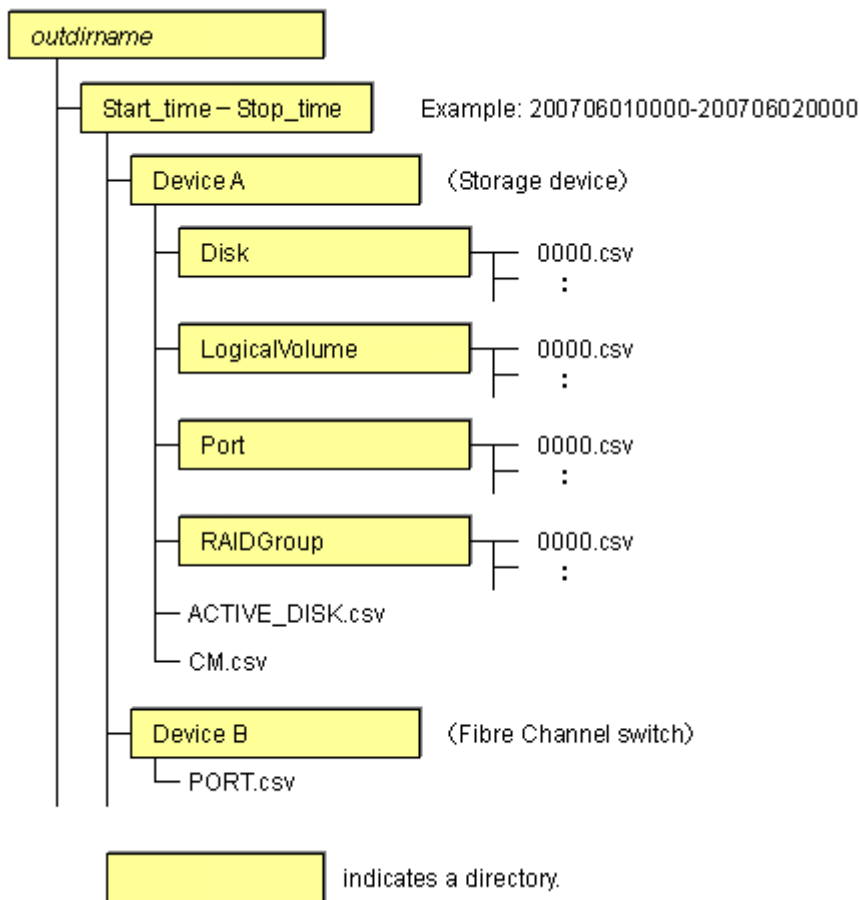 outdirname
Start_time－Stop_time Example: 200706010000-200706020000
Device A （Storage device）
Disk 0000.csv
:
LogicalVolume 0000.csv
:
Port 0000.csv
:
RAIDGroup 0000.csv
:
ACTIVE_DISK.csv
CM.csv
Device B （Fibre Channel switch）
PORT.csv
indicates a directory.